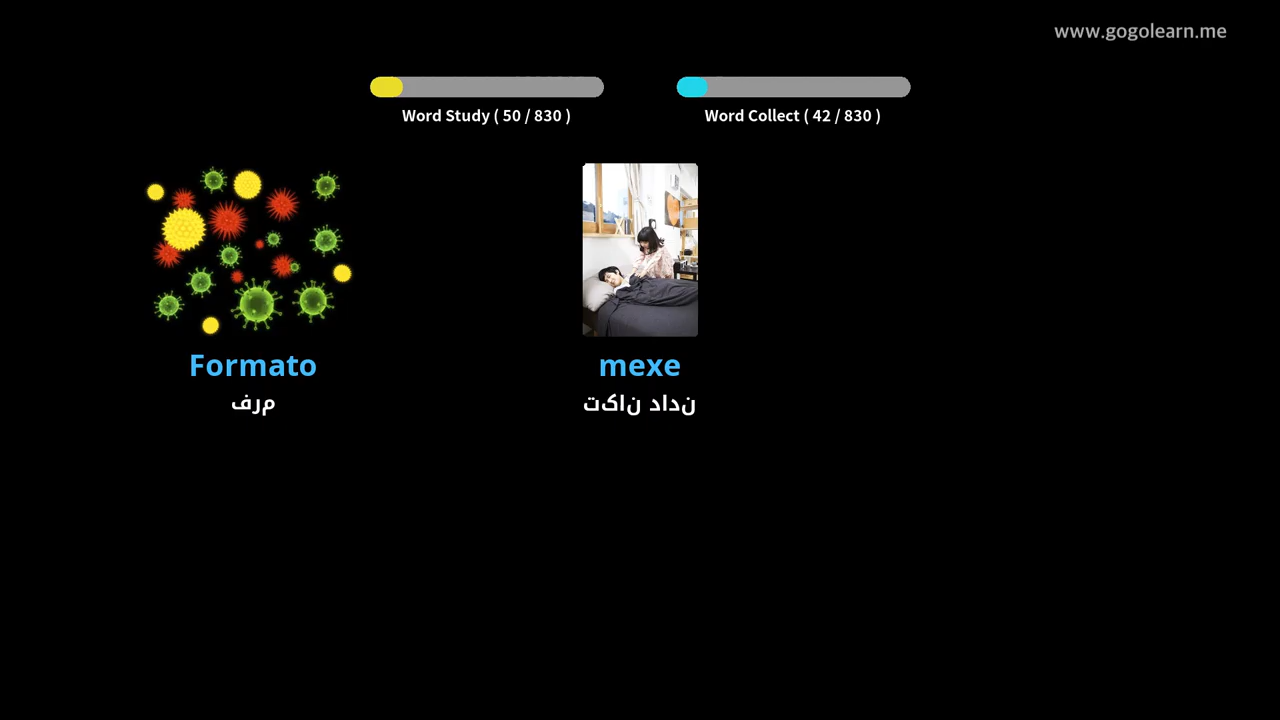 www.gogolearn.me
Word Study ( 50 / 830 )
Word Collect ( 42 / 830 )
Formato
مرف
mexe
نداد ناکت